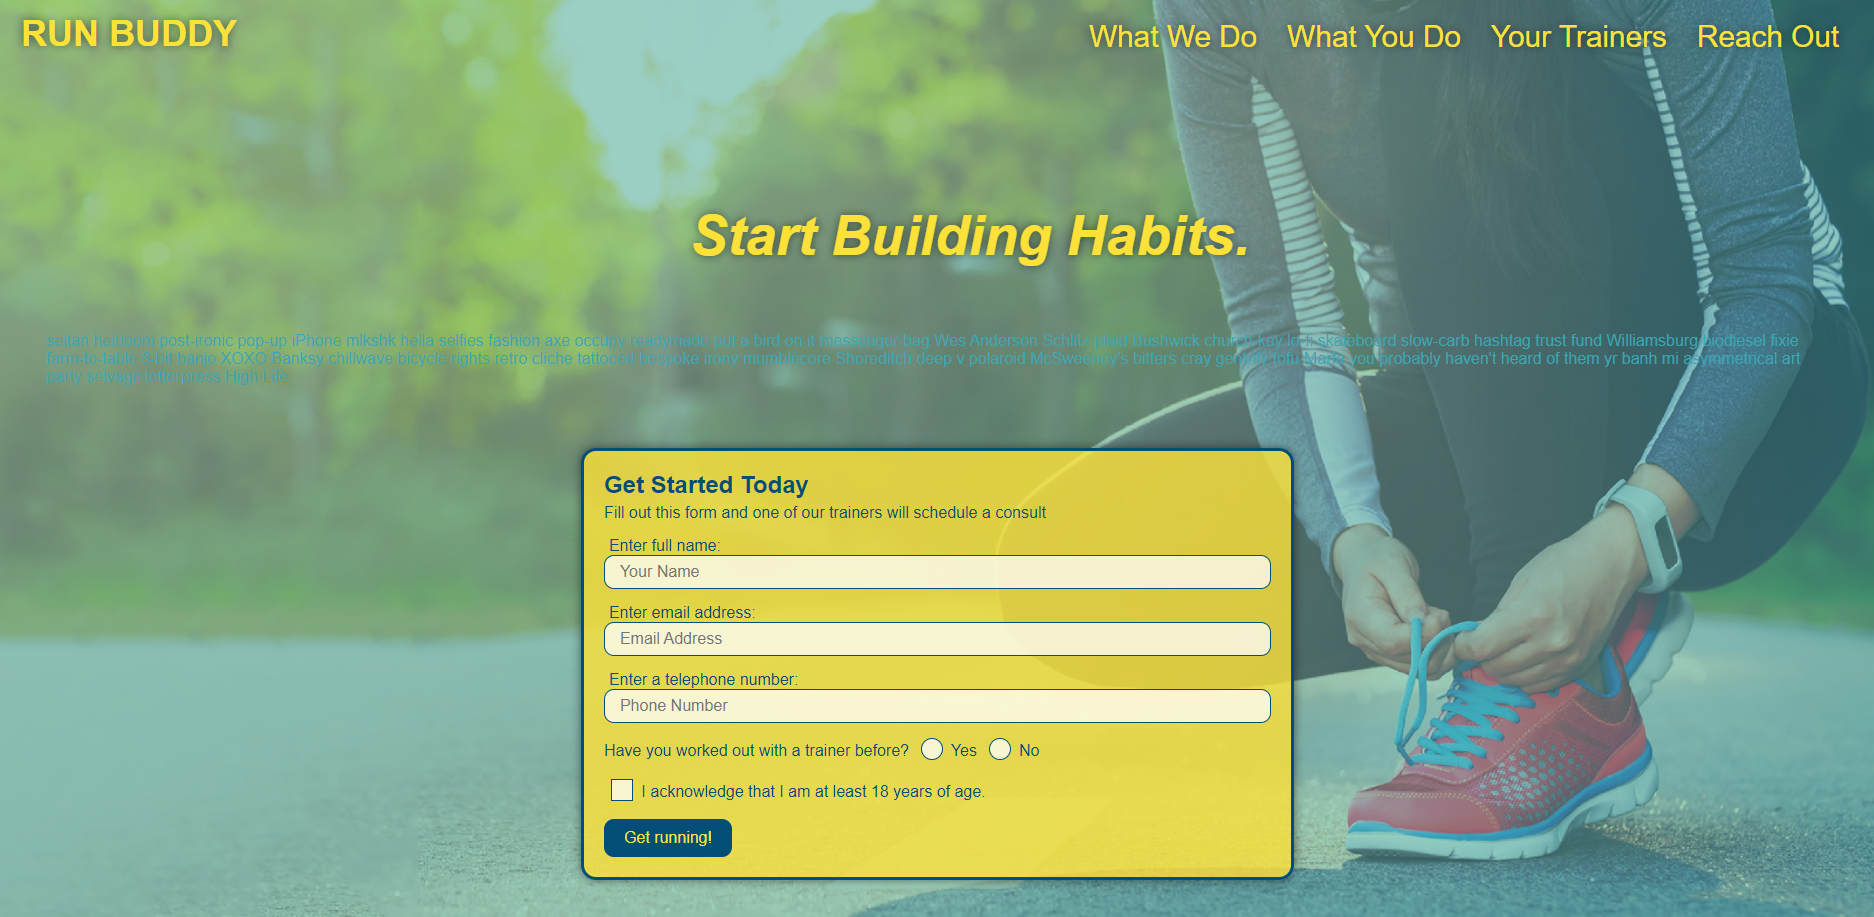 RUN BUDDY
What We Do What You Do Your Trainers Reach Out
Start Building Habits.
seitan heirloom post-ironic pop-up iPhone mlkshk hella selfies fashion axe occupy readymade put a bird on it messenger bag Wes Anderson Schlitz plaid Bushwick church-key lo-fi skateboard slow-carb hashtag trust fund Williamsburg biodiesel fixie
farm-to-table 8-bit banjo XOXO Banksy chillwave bicycle rights retro cliche tattooed bespoke irony mumblecore Shoreditch deep v polaroid McSweeney's bitters cray gentrify tofu Marfa you probably haven't heard of them yr banh mi asymmetrical art
party selvage letterpress High Life
Get Started Today
Fill out this form and one of our trainers will schedule a consult
Enter full name:
Your Name
Enter email address:
Email Address
Enter a telephone number:
Phone Number
Have you worked out with a trainer before? Yes No
I acknowledge that I am at least 18 years of age.
Get running!